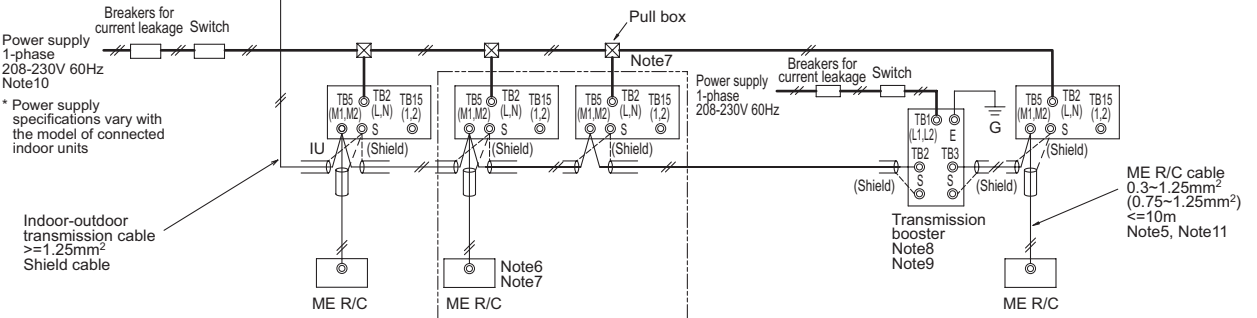 Breakers for
current leakage
Switch
Pull box
Power supply
1-phase
208-230V 60Hz
Note10
* Power supply
specifications vary with
the model of connected
indoor units
Note7
Power supply
1-phase
208-230V 60Hz
Breakers for
current leakage
Switch
TB5
(M1,M2)
TB2
(L,N)
TB15
(1,2)
S
(Shield)
IU
TB5
(M1,M2)
TB2
(L,N)
TB15
(1,2)
S
(Shield)
TB5
(M1,M2)
TB2
(L,N)
TB15
(1,2)
S
(Shield)
TB1
(L1,L2)
E
G
TB2
TB3
S
S
(Shield)
(Shield)
Transmission
booster
Note8
Note9
TB5
(M1,M2)
TB2
(L,N)
TB15
(1,2)
S
(Shield)
ME R/C cable
0.3~1.25mm²
(0.75~1.25mm²)
<=10m
Note5, Note11
Indoor-outdoor
transmission cable
>=1.25mm²
Shield cable
ME R/C
Note6
Note7
ME R/C
ME R/C